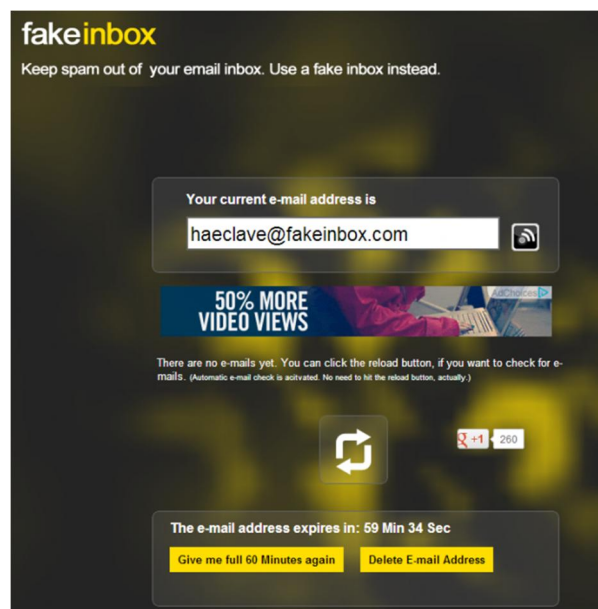 fakeinbox
Keep spam out of your email inbox. Use a fake inbox instead.
Your current e-mail address is
haeclave@fakeinbox.com
AdChoices
50% MORE
VIDEO VIEWS
There are no e-mails yet. You can click the reload button, if you want to check for e-
mails. (Automatic e-mail check is acitvated. No need to hit the reload button, actually.)
g +1 260
The e-mail address expires in: 59 Min 34 Sec
Give me full 60 Minutes again Delete E-mail Address